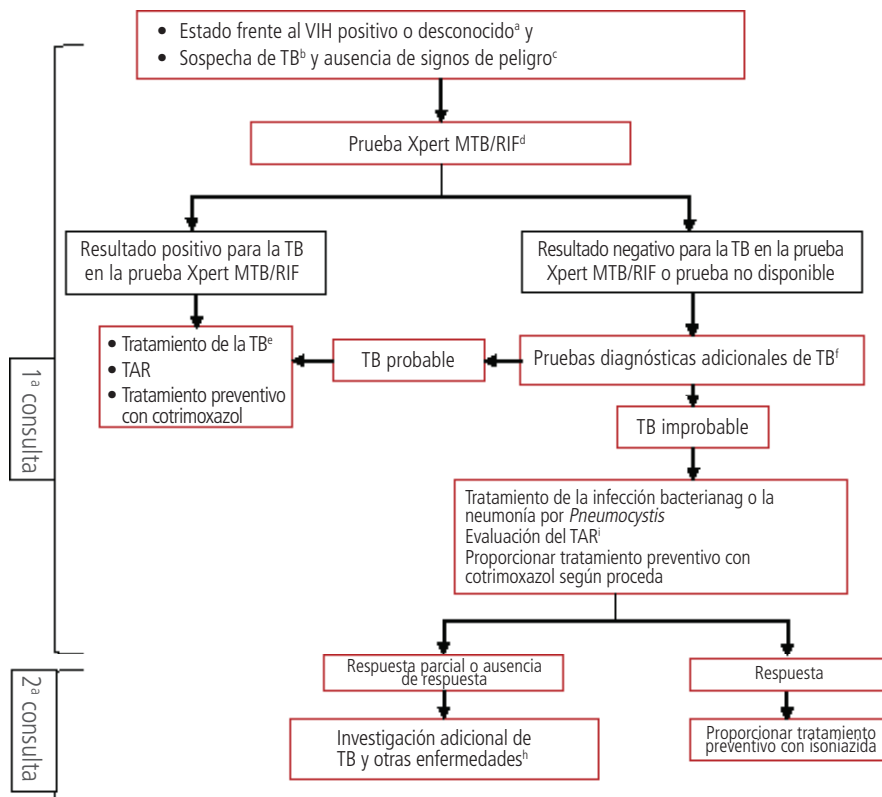 • Estado frente al VIH positivo o desconocidoᵃ y
• Sospecha de TBᵇ y ausencia de signos de peligroᶜ
Prueba Xpert MTB/RIFᵈ
Resultado positivo para la TB
en la prueba Xpert MTB/RIF
Resultado negativo para la TB en la prueba
Xpert MTB/RIF o prueba no disponible
• Tratamiento de la TBᵉ
• TAR
• Tratamiento preventivo
con cotrimoxazol
TB probable
Pruebas diagnósticas adicionales de TBᶠ
TB improbable
Tratamiento de la infección bacterianag o la
neumonía por Pneumocystis
Evaluación del TARⁱ
Proporcionar tratamiento preventivo con
cotrimoxazol según proceda
1ª consulta
Respuesta parcial o ausencia
de respuesta
Respuesta
Investigación adicional de
TB y otras enfermedadesʰ
Proporcionar tratamiento
preventivo con isoniazida
2ª consulta